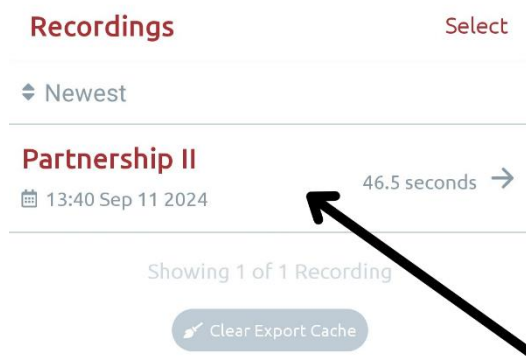 Recordings Select
Newest
Partnership II
13:40 Sep 11 2024 46.5 seconds
Showing 1 of 1 Recording
Clear Export Cache